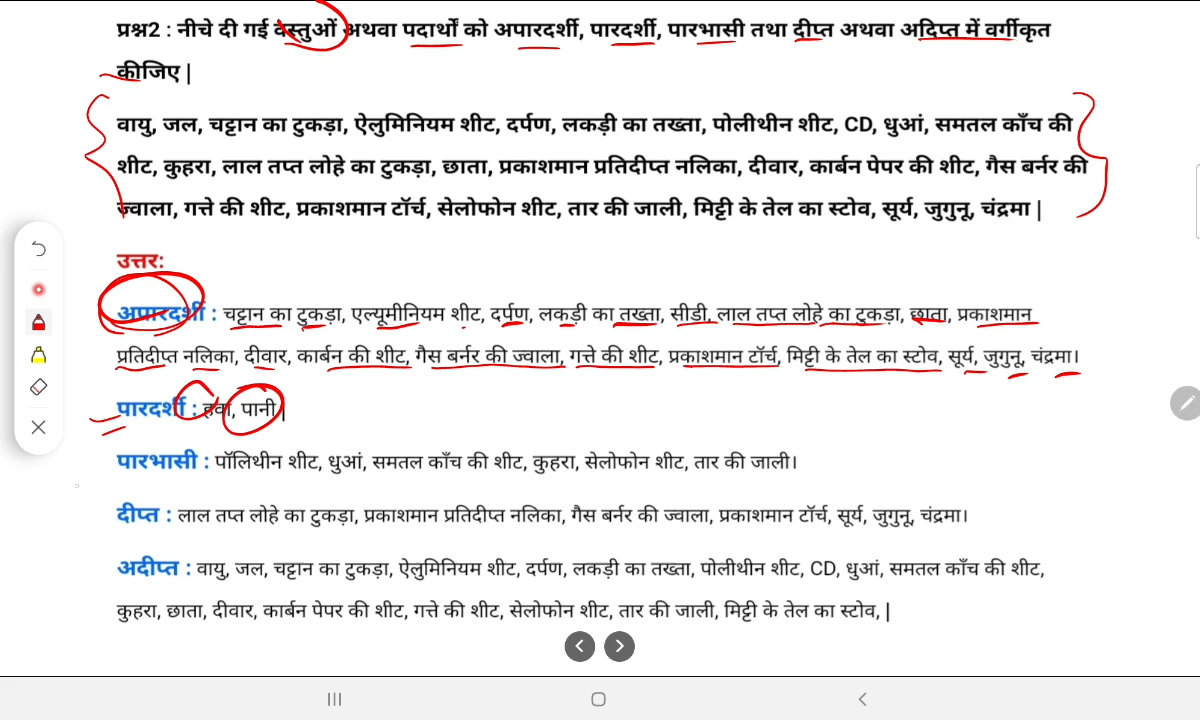 प्रश्न2 : नीचे दी गई वस्तुओं अथवा पदार्थों को अपारदर्शी, पारदर्शी, पारभासी तथा दीप्त अथवा अदिप्त में वर्गीकृत
कीजिए |
वायु, जल, चट्टान का टुकड़ा, ऐलुमिनियम शीट, दर्पण, लकड़ी का तख्ता, पोलीथीन शीट, CD, धुआं, समतल काँच की
शीट, कुहरा, लाल तप्त लोहे का टुकड़ा, छाता, प्रकाशमान प्रतिदीप्त नलिका, दीवार, कार्बन पेपर की शीट, गैस बर्नर की
ज्वाला, गत्ते की शीट, प्रकाशमान टॉर्च, सेलोफोन शीट, तार की जाली, मिट्टी के तेल का स्टोव, सूर्य, जुगुनू, चंद्रमा |
उत्तर:
अपारदर्शी : चट्टान का टुकड़ा, एल्यूमीनियम शीट, दर्पण, लकड़ी का तख्ता, सीडी, लाल तप्त लोहे का टुकड़ा, छाता, प्रकाशमान
प्रतिदीप्त नलिका, दीवार, कार्बन की शीट, गैस बर्नर की ज्वाला, गत्ते की शीट, प्रकाशमान टॉर्च, मिट्टी के तेल का स्टोव, सूर्य, जुगुनू, चंद्रमा।
पारदर्शी : हवा, पानी |
पारभासी : पॉलिथीन शीट, धुआं, समतल काँच की शीट, कुहरा, सेलोफोन शीट, तार की जाली।
दीप्त : लाल तप्त लोहे का टुकड़ा, प्रकाशमान प्रतिदीप्त नलिका, गैस बर्नर की ज्वाला, प्रकाशमान टॉर्च, सूर्य, जुगुनू, चंद्रमा।
अदीप्त : वायु, जल, चट्टान का टुकड़ा, ऐलुमिनियम शीट, दर्पण, लकड़ी का तख्ता, पोलीथीन शीट, CD, धुआं, समतल काँच की शीट,
कुहरा, छाता, दीवार, कार्बन पेपर की शीट, गत्ते की शीट, सेलोफोन शीट, तार की जाली, मिट्टी के तेल का स्टोव, |